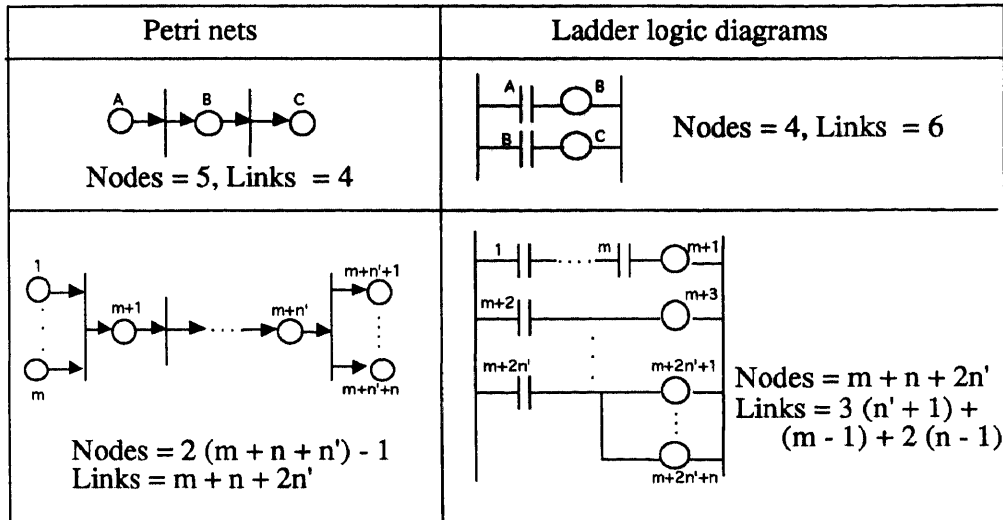 Petri nets
Ladder logic diagrams
A B C
Nodes = 5, Links = 4
A B
B C
Nodes = 4, Links = 6
1
m+1
m+n'
m+n'+1
m
m+n'+n
Nodes = 2 (m + n + n') - 1
Links = m + n + 2n'
1 m m+1
m+2 m+3
m+2n' m+2n'+1
m+2n'+n
Nodes = m + n + 2n'
Links = 3 (n' + 1) +
(m - 1) + 2 (n - 1)